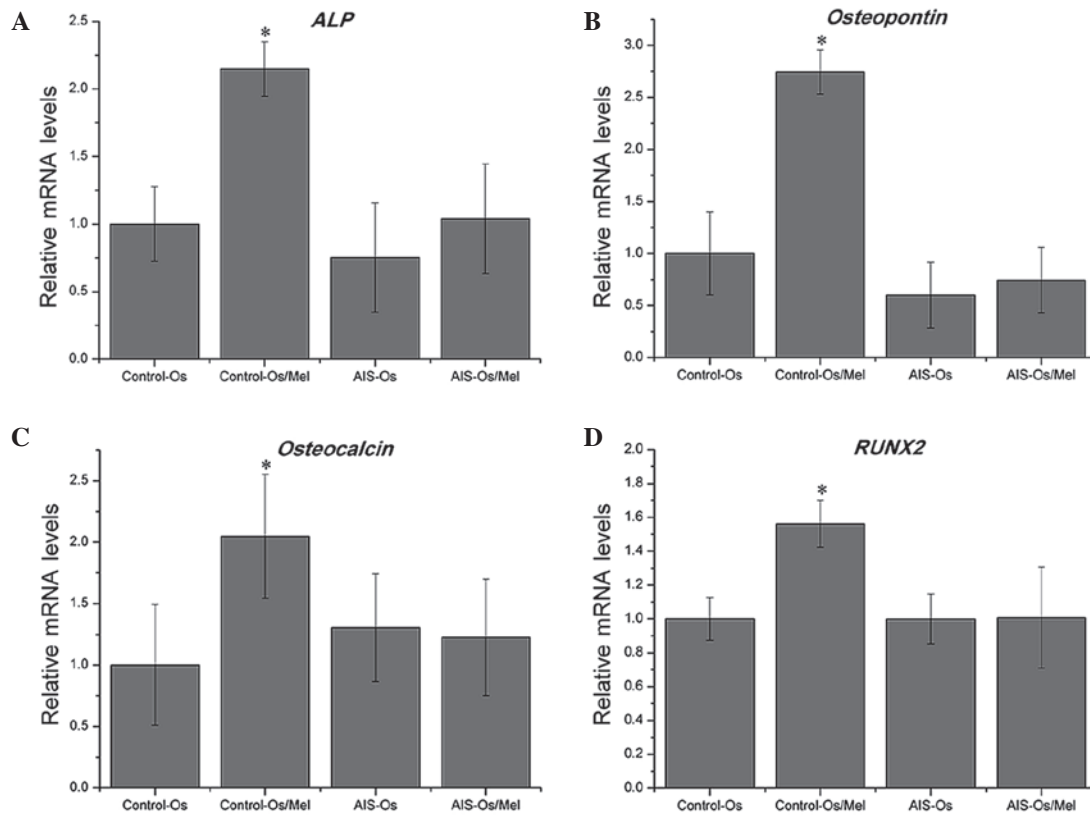 A
ALP
*
Relative mRNA levels
2.5
2.0
1.5
1.0
0.5
0.0
Control-Os Control-Os/Mel AIS-Os AIS-Os/Mel
B
Osteopontin
*
Relative mRNA levels
3.0
2.5
2.0
1.5
1.0
0.5
0.0
Control-Os Control-Os/Mel AIS-Os AIS-Os/Mel
C
Osteocalcin
*
Relative mRNA levels
2.5
2.0
1.5
1.0
0.5
0.0
Control-Os Control-Os/Mel AIS-Os AIS-Os/Mel
D
RUNX2
*
Relative mRNA levels
2.0
1.8
1.6
1.4
1.2
1.0
0.8
0.6
0.4
0.2
0.0
Control-Os Control-Os/Mel AIS-Os AIS-Os/Mel